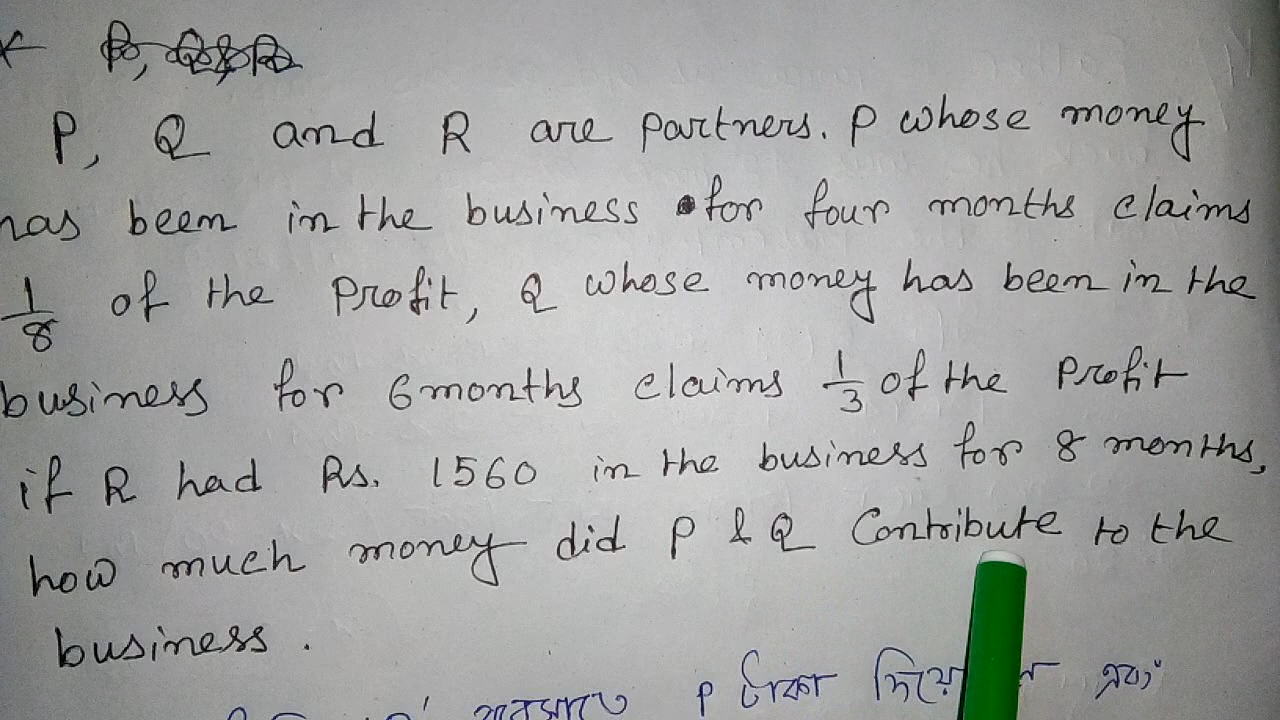 P, Q and R are partners. P whose money
has been in the business for four months claims
1/8 of the Profit, Q whose money has been in the
business for 6 months claims 1/3 of the Profit
if R had Rs. 1560 in the business for 8 months,
how much money did P & Q Contribute to the
business.
P টাকা এবং